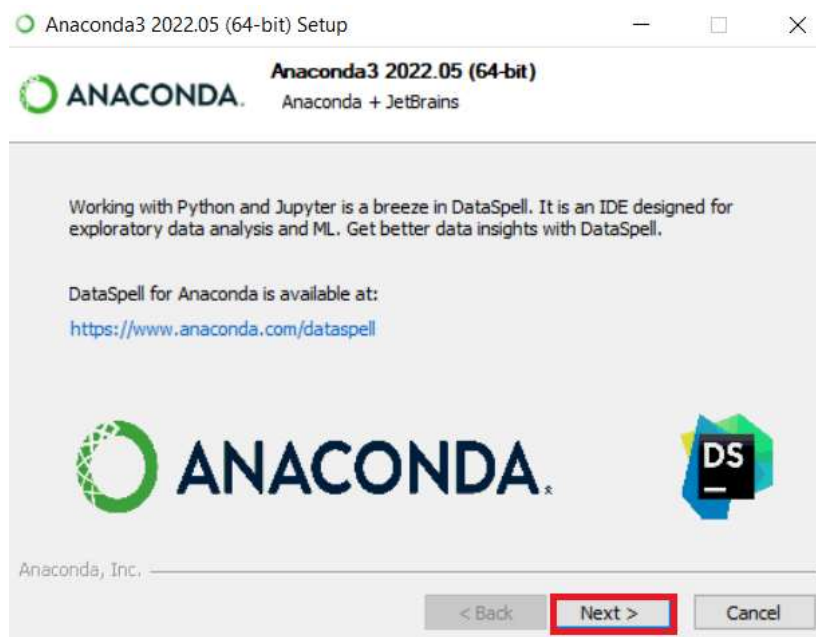 Anaconda3 2022.05 (64-bit) Setup
ANACONDA.
Anaconda3 2022.05 (64-bit)
Anaconda + JetBrains
Working with Python and Jupyter is a breeze in DataSpell. It is an IDE designed for
exploratory data analysis and ML. Get better data insights with DataSpell.
DataSpell for Anaconda is available at:
https://www.anaconda.com/dataspell
ANACONDA.
DS
Anaconda, Inc.
< Back
Next >
Cancel